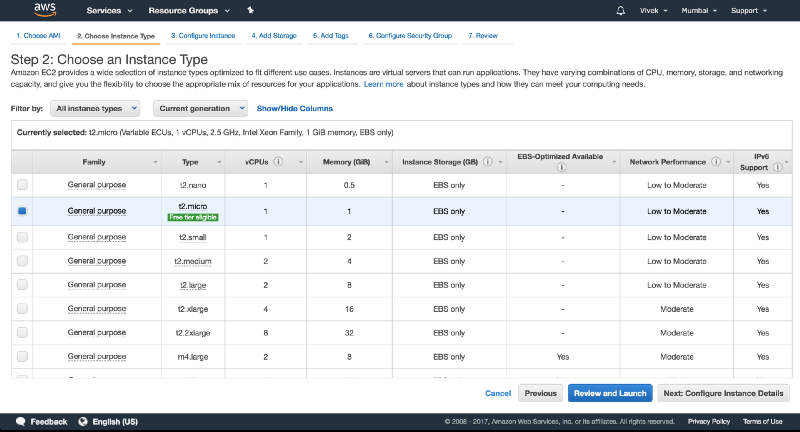 aws
Services Resource Groups Vivek Mumbai Support
1. Choose AMI 2. Choose Instance Type 3. Configure Instance 4. Add Storage 5. Add Tags 6. Configure Security Group 7. Review
Step 2: Choose an Instance Type
Amazon EC2 provides a wide selection of instance types optimized to fit different use cases. Instances are virtual servers that can run applications. They have varying combinations of CPU, memory, storage, and networking
capacity, and give you the flexibility to choose the appropriate mix of resources for your applications. Learn more about instance types and how they can meet your computing needs.
Filter by: All instance types Current generation Show/Hide Columns
Currently selected: t2.micro (Variable ECUs, 1 vCPUs, 2.5 GHz, Intel Xeon Family, 1 GiB memory, EBS only)
Family Type vCPUs Memory (GiB) Instance Storage (GB) EBS-Optimized Available Network Performance IPv6 Support
General purpose t2.nano 1 0.5 EBS only - Low to Moderate Yes
General purpose t2.micro 1 1 EBS only - Low to Moderate Yes
Free tier eligible
General purpose t2.small 1 2 EBS only - Low to Moderate Yes
General purpose t2.medium 2 4 EBS only - Low to Moderate Yes
General purpose t2.large 2 8 EBS only - Low to Moderate Yes
General purpose t2.xlarge 4 16 EBS only - Moderate Yes
General purpose t2.2xlarge 8 32 EBS only - Moderate Yes
General purpose m4.large 2 8 EBS only Yes Moderate Yes
Cancel Previous Review and Launch Next: Configure Instance Details
Feedback English (US) © 2008 - 2017, Amazon Web Services, Inc. or its affiliates. All rights reserved. Privacy Policy Terms of Use